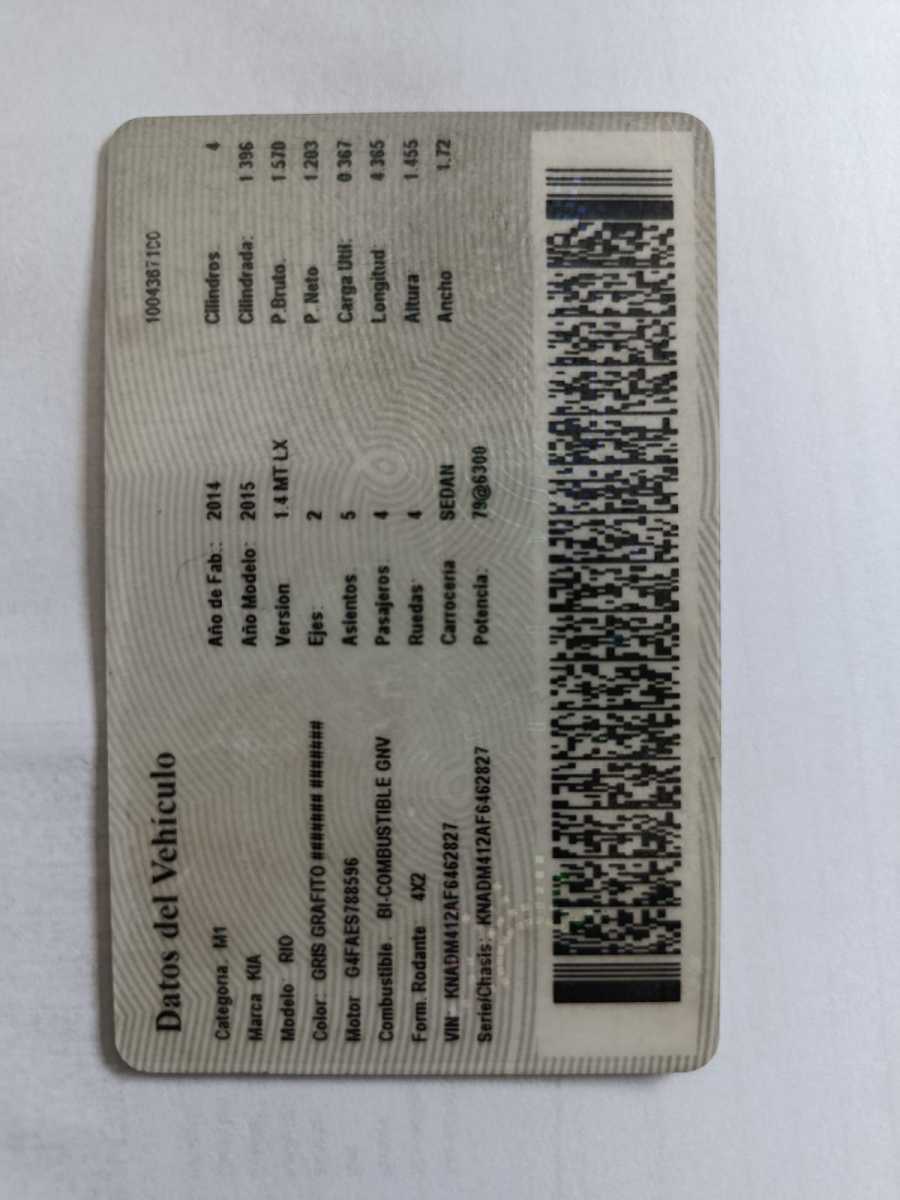 Datos del Vehículo
1004367100
Categoria. M1
Marca KIA
Modelo: RIO
Color: GRIS GRAFITO ####### #######
Motor G4FAES788596
Combustible BI-COMBUSTIBLE GNV
Form. Rodante 4X2
VIN: KNADM412AF6462827
Serie/Chasis: KNADM412AF6462827
Año de Fab.: 2014
Año Modelo: 2015
Version 1.4 MT LX
Ejes: 2
Asientos 5
Pasajeros 4
Ruedas 4
Carroceria SEDAN
Potencia: 79@6300
Cilindros 4
Cilindrada: 1 396
P.Bruto. 1.570
P. Neto 1.203
Carga Util: 0 367
Longitud 4 365
Altura 1.455
Ancho 1.72